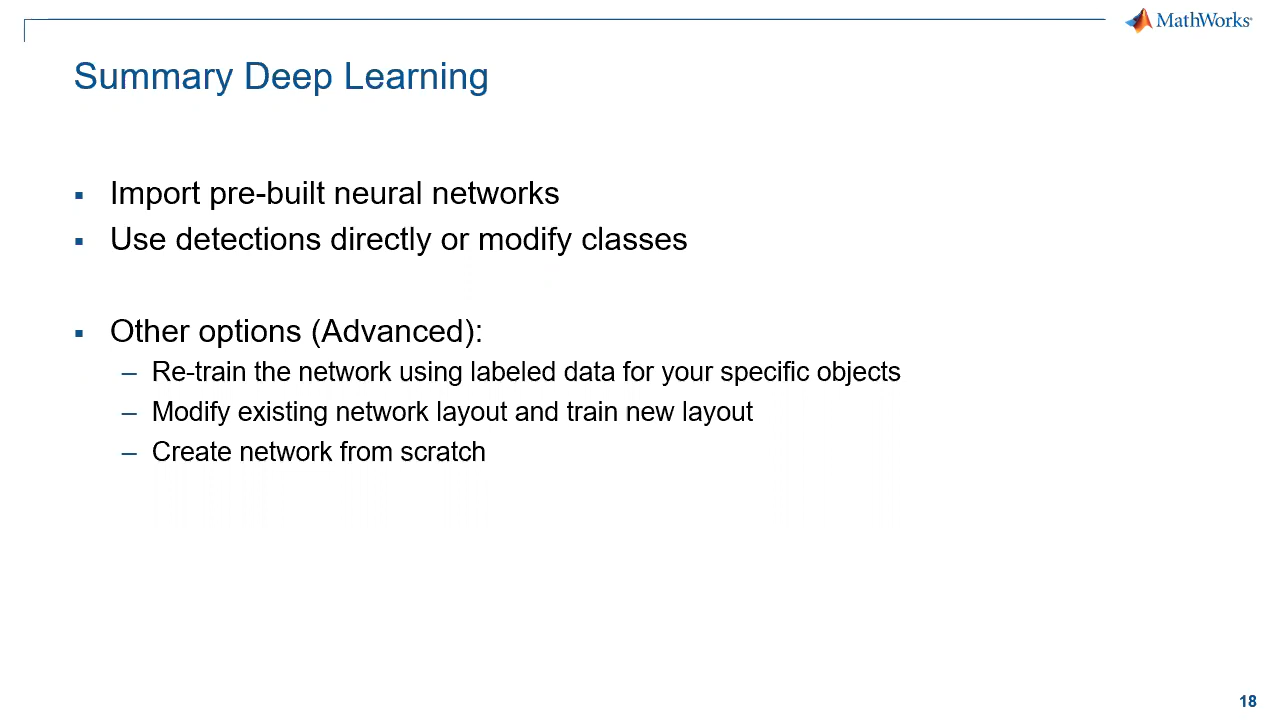 MathWorks
Summary Deep Learning
▪ Import pre-built neural networks
▪ Use detections directly or modify classes
▪ Other options (Advanced):
– Re-train the network using labeled data for your specific objects
– Modify existing network layout and train new layout
– Create network from scratch
18